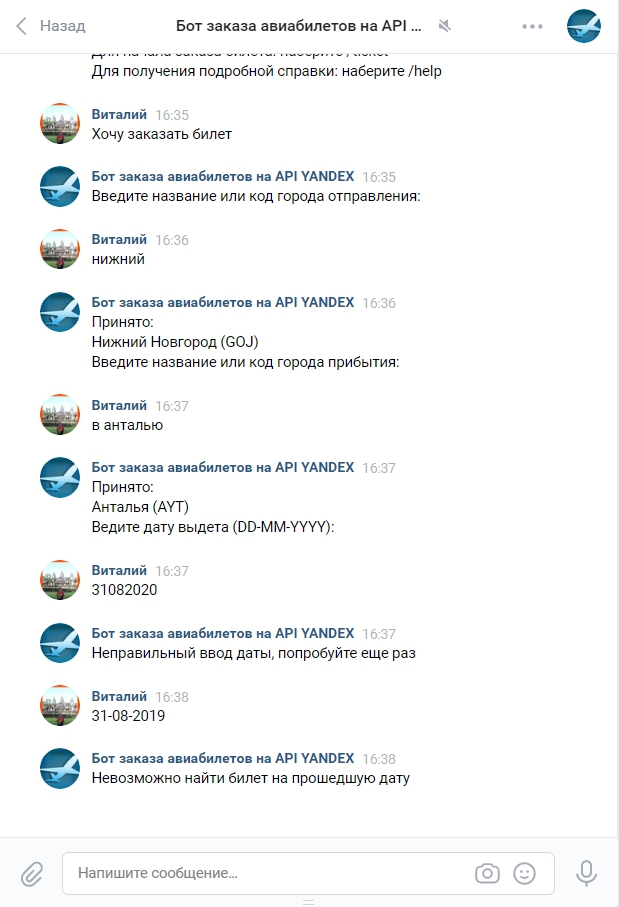 Назад
Бот заказа авиабилетов на API ...
Для начала заказа билета: наберите /ticket
Для получения подробной справки: наберите /help
Виталий 16:35
Хочу заказать билет
Бот заказа авиабилетов на API YANDEX 16:35
Введите название или код города отправления:
Виталий 16:36
нижний
Бот заказа авиабилетов на API YANDEX 16:36
Принято:
Нижний Новгород (GOJ)
Введите название или код города прибытия:
Виталий 16:37
в анталью
Бот заказа авиабилетов на API YANDEX 16:37
Принято:
Анталья (AYT)
Ведите дату выдета (DD-MM-YYYY):
Виталий 16:37
31082020
Бот заказа авиабилетов на API YANDEX 16:37
Неправильный ввод даты, попробуйте еще раз
Виталий 16:38
31-08-2019
Бот заказа авиабилетов на API YANDEX 16:38
Невозможно найти билет на прошедшую дату
Напишите сообщение...